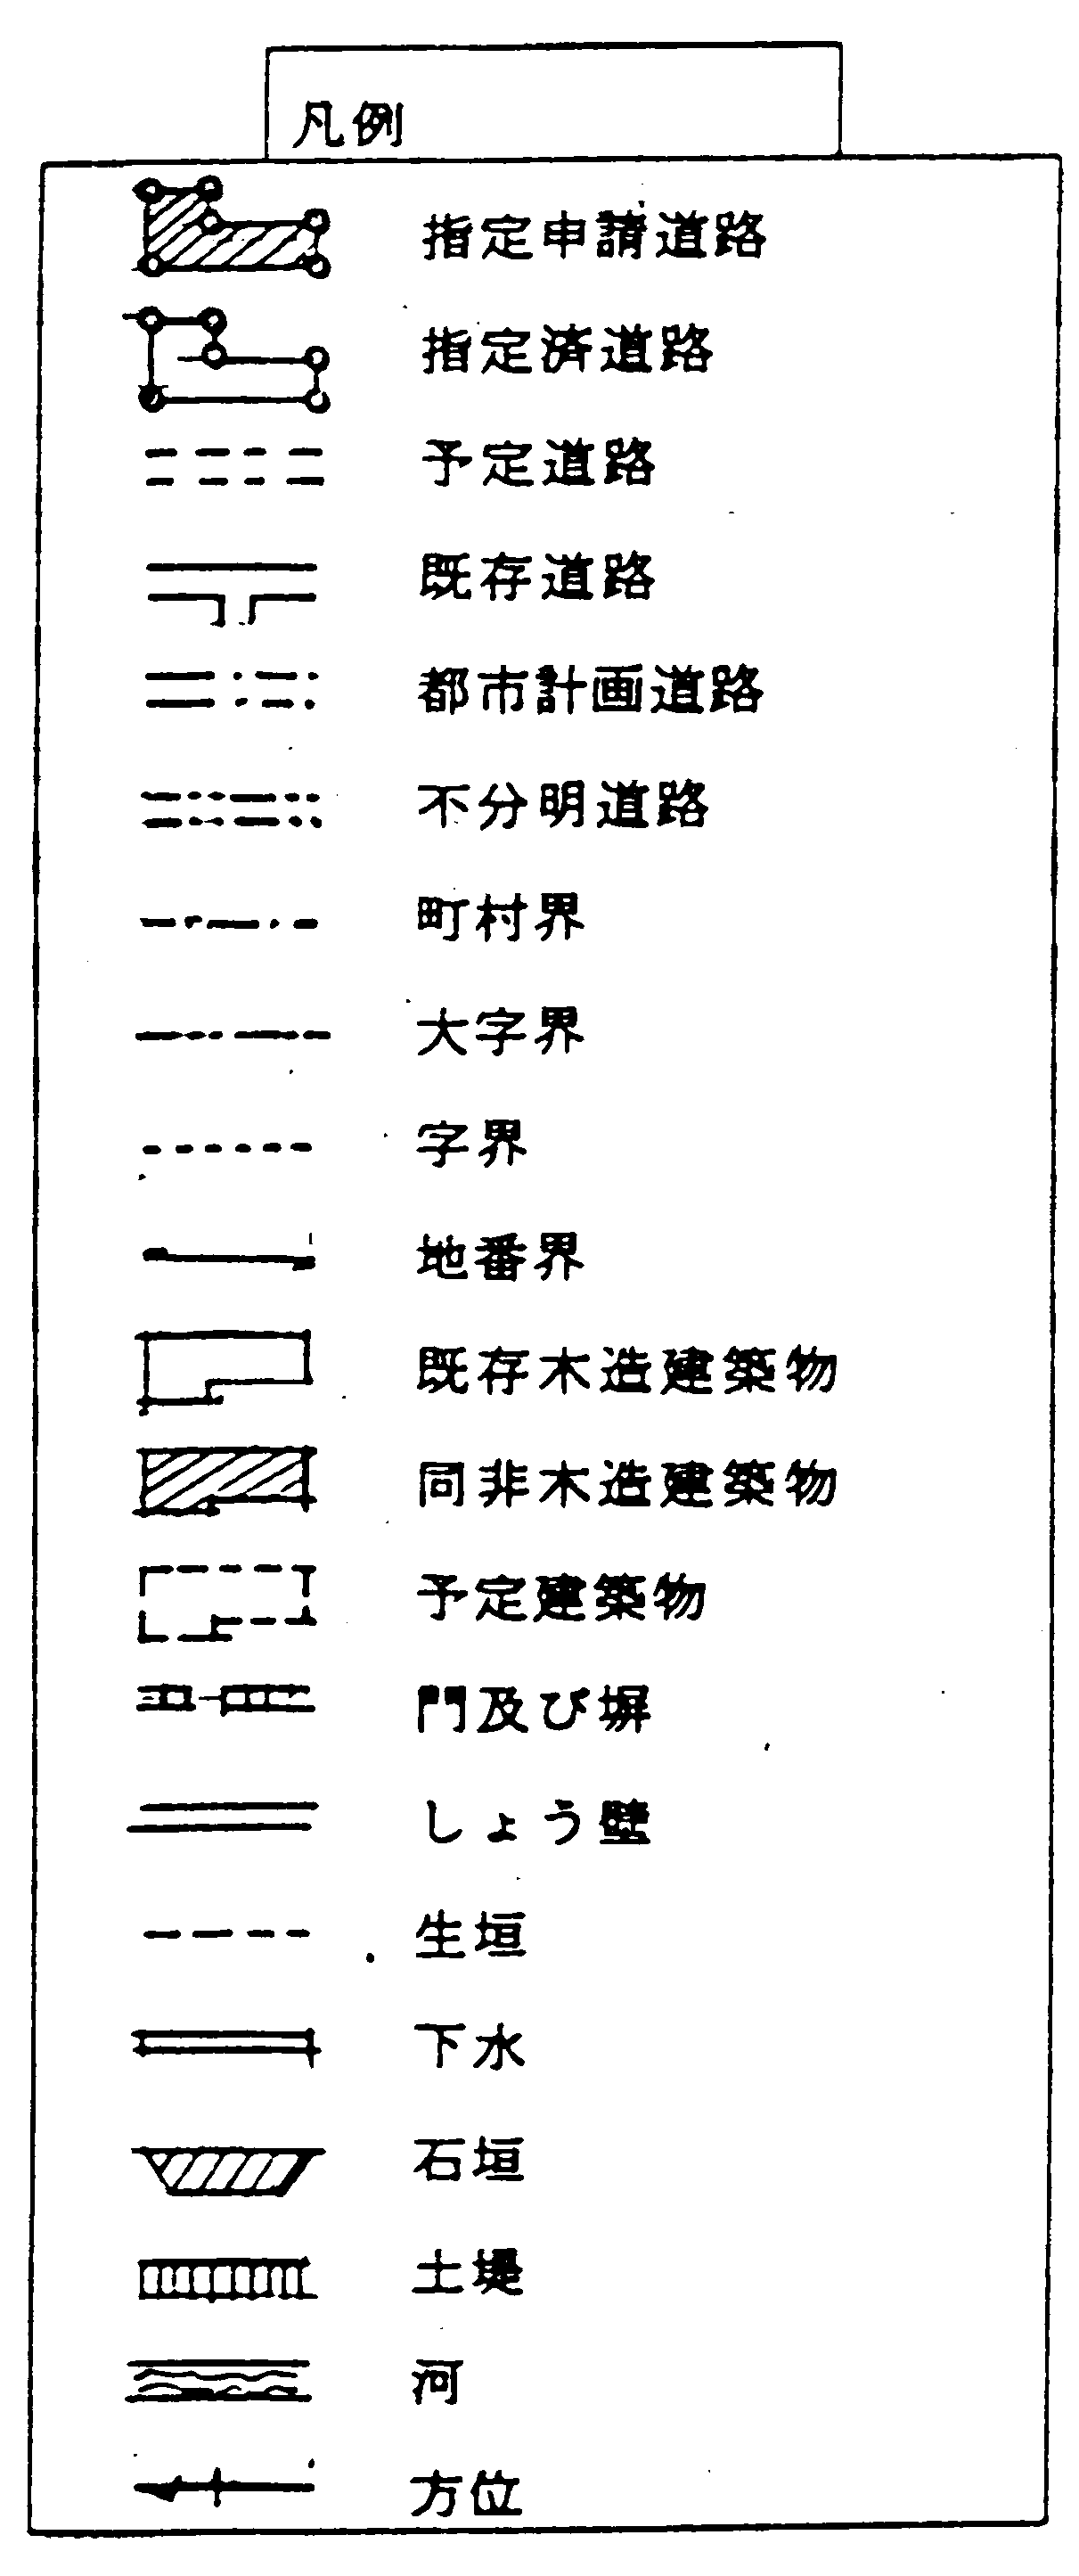 凡例
指定申請道路
指定済道路
予定道路
既存道路
都市計画道路
不分明道路
町村界
大字界
字界
地番界
既存木造建築物
同非木造建築物
予定建築物
門及び塀
しょう壁
生垣
下水
石垣
土堤
河
方位